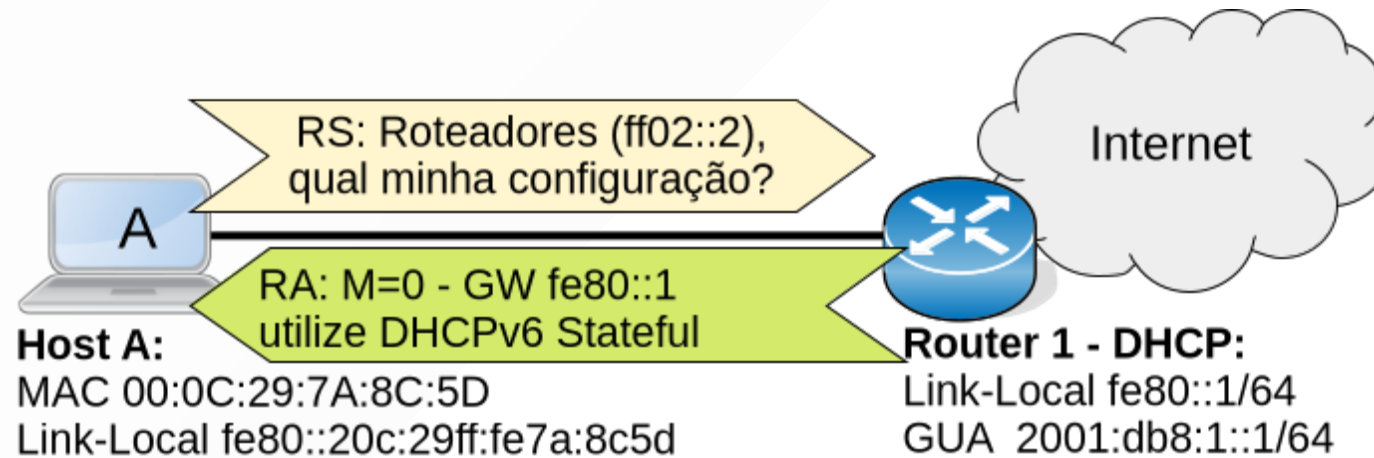 RS: Roteadores (ff02::2),
qual minha configuração?
Internet
A
RA: M=0 - GW fe80::1
utilize DHCPv6 Stateful
Host A:
MAC 00:0C:29:7A:8C:5D
Link-Local fe80::20c:29ff:fe7a:8c5d
Router 1 - DHCP:
Link-Local fe80::1/64
GUA 2001:db8:1::1/64